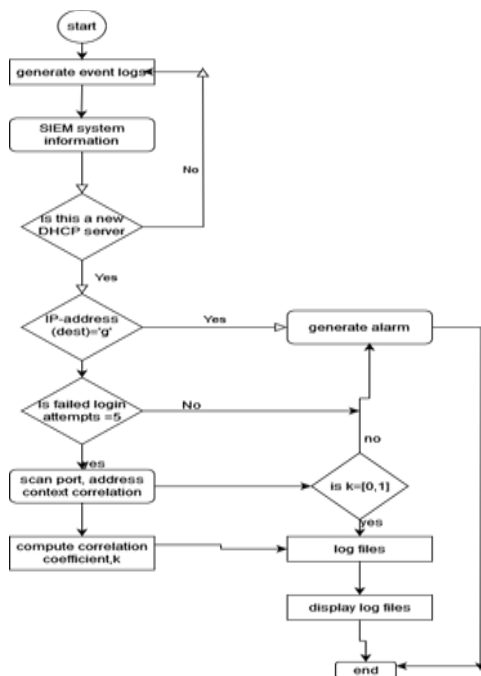 start
generate event logs
SIEM system
information
No
Is this a new
DHCP server
Yes
IP-address
(dest)='g'
Yes
generate alarm
Is failed login
attempts =5
No
no
yes
scan port, address
context correlation
is k=[0,1]
yes
compute correlation
coefficient,k
log files
display log files
end